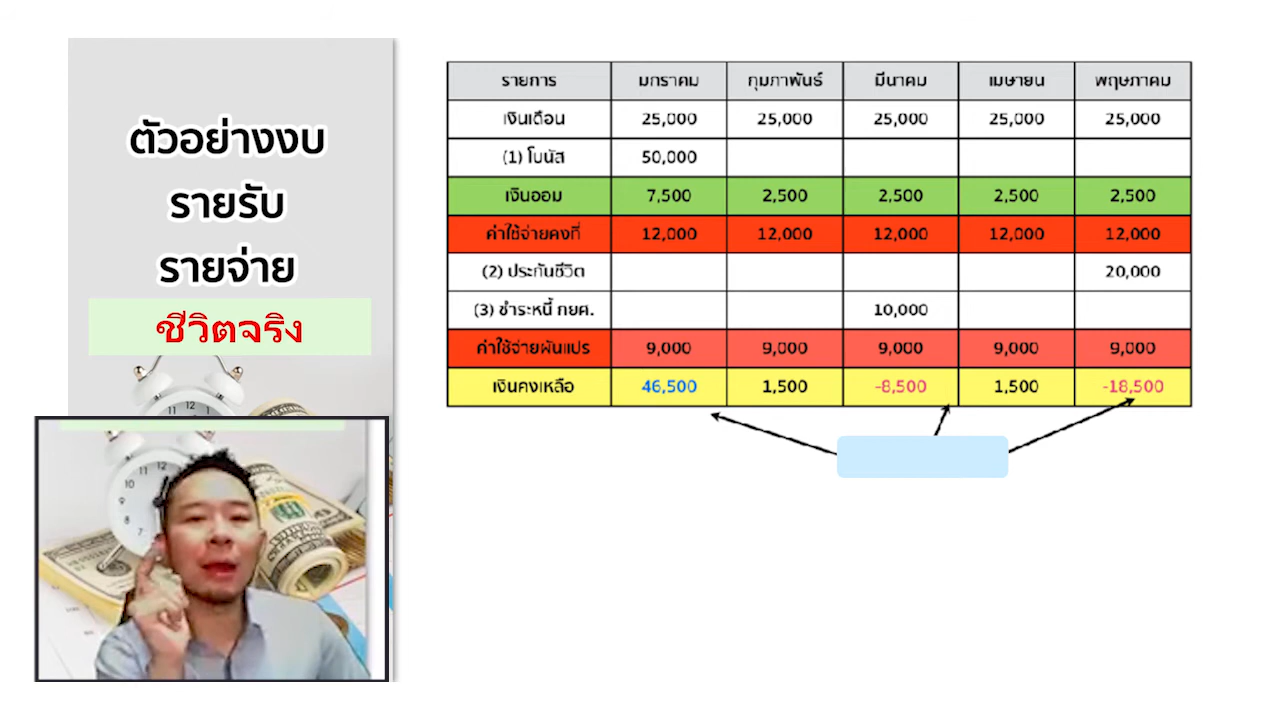 ตัวอย่างงบ
รายรับ
รายจ่าย
ชีวิตจริง
รายการ มกราคม กุมภาพันธ์ มีนาคม เมษายน พฤษภาคม
เงินเดือน 25,000 25,000 25,000 25,000 25,000
(1) โบนัส 50,000
เงินออม 7,500 2,500 2,500 2,500 2,500
ค่าใช้จ่ายคงที่ 12,000 12,000 12,000 12,000 12,000
(2) ประกันชีวิต 20,000
(3) ชำระหนี้ กยศ. 10,000
ค่าใช้จ่ายผันแปร 9,000 9,000 9,000 9,000 9,000
เงินคงเหลือ 46,500 1,500 -8,500 1,500 -18,500